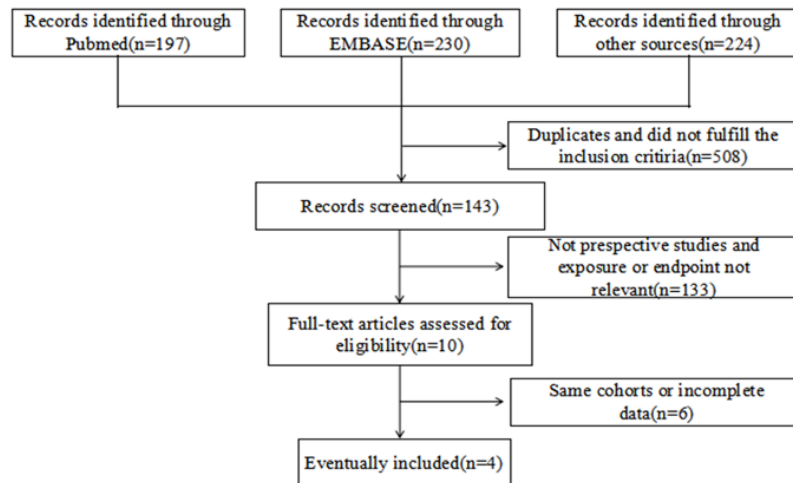 Records identified through
Pubmed(n=197)
Records identified through
EMBASE(n=230)
Records identified through
other sources(n=224)
Duplicates and did not fulfill the
inclusion critiria(n=508)
Records screened(n=143)
Not prespective studies and
exposure or endpoint not
relevant(n=133)
Full-text articles assessed for
eligibility(n=10)
Same cohorts or incomplete
data(n=6)
Eventually included(n=4)